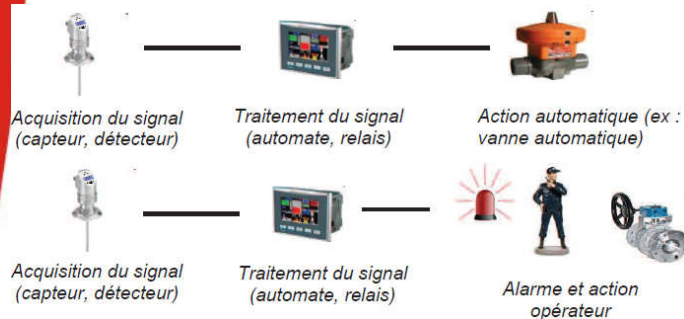 Acquisition du signal
(capteur, détecteur)
Traitement du signal
(automate, relais)
Action automatique (ex :
vanne automatique)
Acquisition du signal
(capteur, détecteur)
Traitement du signal
(automate, relais)
Alarme et action
opérateur